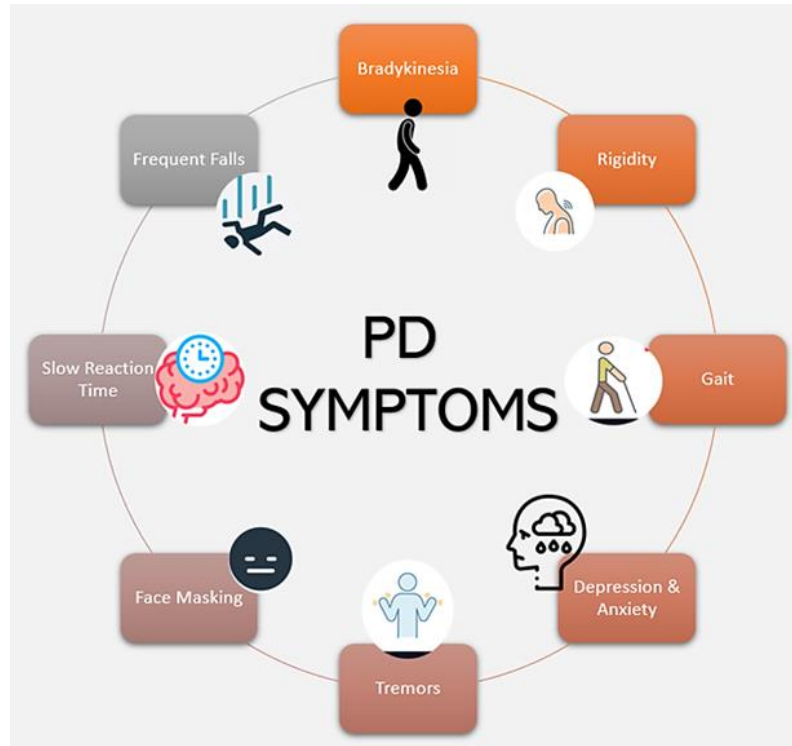 Bradykinesia
Rigidity
Gait
Depression &
Anxiety
Tremors
Face Masking
Slow Reaction
Time
Frequent Falls
PD
SYMPTOMS